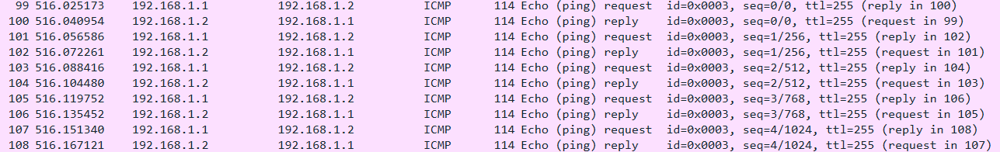 99 516.025173 192.168.1.1 192.168.1.2 ICMP 114 Echo (ping) request id=0x0003, seq=0/0, ttl=255 (reply in 100)
100 516.040954 192.168.1.2 192.168.1.1 ICMP 114 Echo (ping) reply id=0x0003, seq=0/0, ttl=255 (request in 99)
101 516.056586 192.168.1.1 192.168.1.2 ICMP 114 Echo (ping) request id=0x0003, seq=1/256, ttl=255 (reply in 102)
102 516.072261 192.168.1.2 192.168.1.1 ICMP 114 Echo (ping) reply id=0x0003, seq=1/256, ttl=255 (request in 101)
103 516.088416 192.168.1.1 192.168.1.2 ICMP 114 Echo (ping) request id=0x0003, seq=2/512, ttl=255 (reply in 104)
104 516.104480 192.168.1.2 192.168.1.1 ICMP 114 Echo (ping) reply id=0x0003, seq=2/512, ttl=255 (request in 103)
105 516.119752 192.168.1.1 192.168.1.2 ICMP 114 Echo (ping) request id=0x0003, seq=3/768, ttl=255 (reply in 106)
106 516.135452 192.168.1.2 192.168.1.1 ICMP 114 Echo (ping) reply id=0x0003, seq=3/768, ttl=255 (request in 105)
107 516.151340 192.168.1.1 192.168.1.2 ICMP 114 Echo (ping) request id=0x0003, seq=4/1024, ttl=255 (reply in 108)
108 516.167121 192.168.1.2 192.168.1.1 ICMP 114 Echo (ping) reply id=0x0003, seq=4/1024, ttl=255 (request in 107)